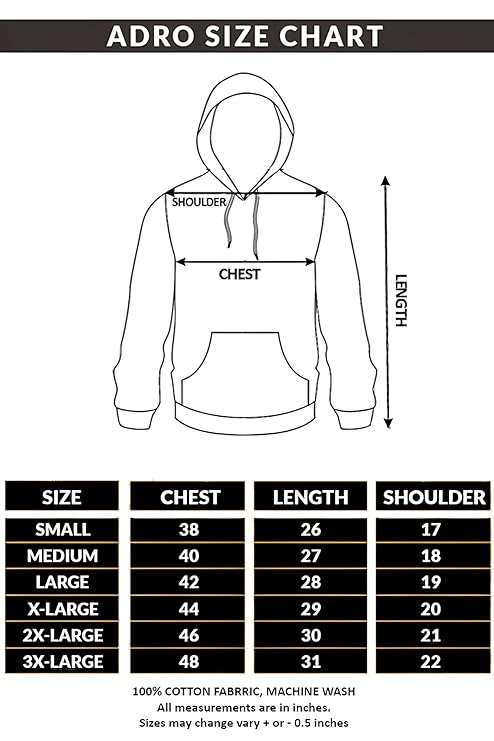 ADRO SIZE CHART
SHOULDER
CHEST
LENGTH
SIZE CHEST LENGTH SHOULDER
SMALL 38 26 17
MEDIUM 40 27 18
LARGE 42 28 19
X-LARGE 44 29 20
2X-LARGE 46 30 21
3X-LARGE 48 31 22
100% COTTON FABRRIC, MACHINE WASH
All measurements are in inches.
Sizes may change vary + or - 0.5 inches